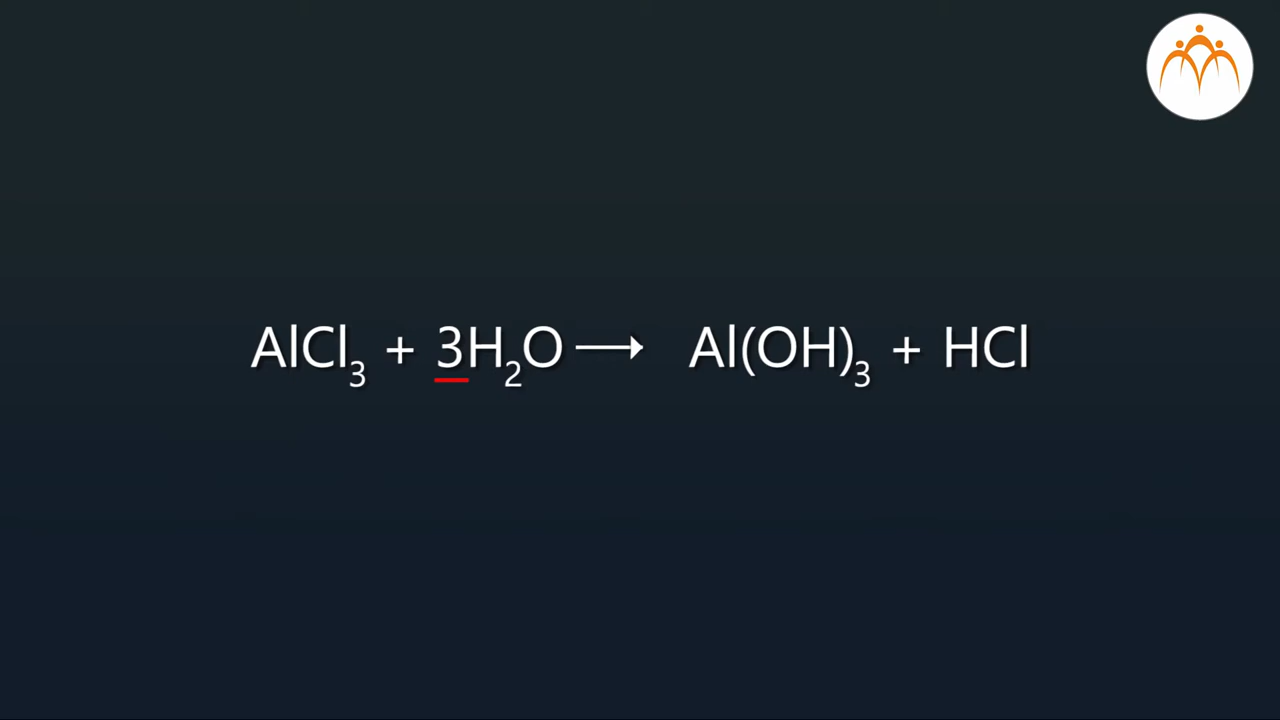 AlCl₃ + 3H₂O ⟶ Al(OH)₃ + HCl